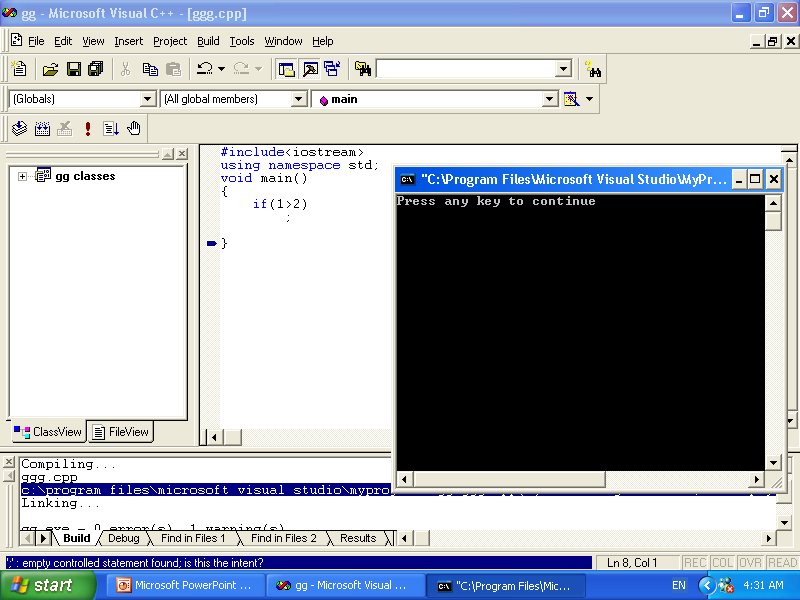 gg - Microsoft Visual C++ - [ggg.cpp]
File Edit View Insert Project Build Tools Window Help
(Globals) (All global members) main
gg classes
#include<iostream>
using namespace std;
void main()
{
if(1>2)
;
}
"C:\Program Files\Microsoft Visual Studio\MyPr...
Press any key to continue
ClassView FileView
Compiling...
ggg.cpp
c:\program files\microsoft visual studio\mypro
Linking...
gg.exe - 0 error(s), 1 warning(s)
Build Debug Find in Files 1 Find in Files 2 Results
';' : empty controlled statement found; is this the intent?
Ln 8, Col 1 REC COL OVR READ
start Microsoft PowerPoint ... gg - Microsoft Visual ... "C:\Program Files\Mic... EN 4:31 AM